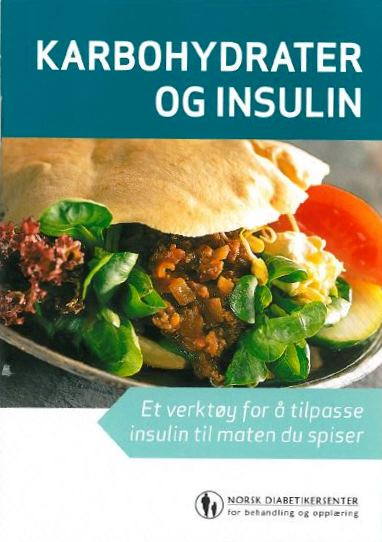 KARBOHYDRATER
OG INSULIN
Et verktøy for å tilpasse
insulin til maten du spiser
NORSK DIABETIKERSENTER
for behandling og opplæring